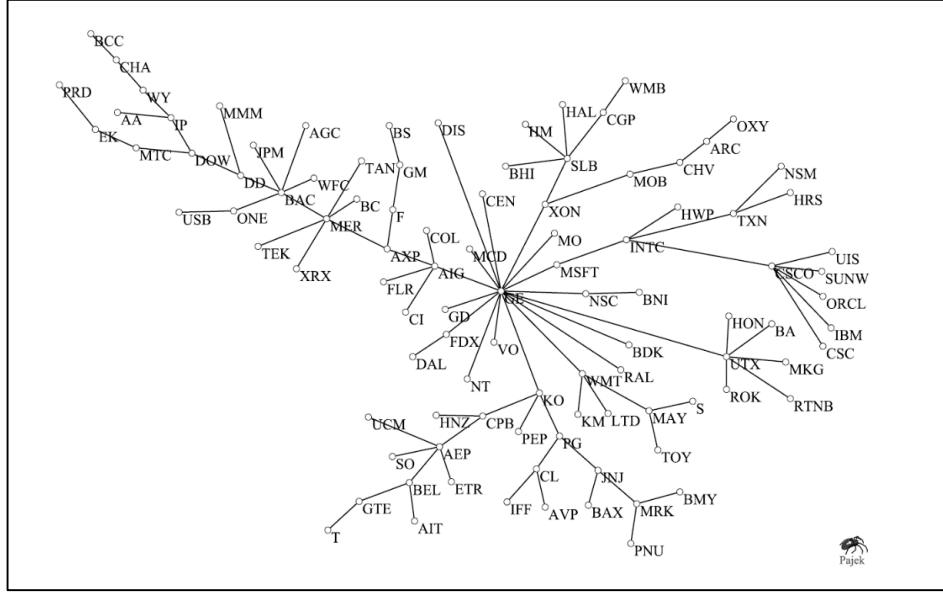 BCC
CHA
PRD
WY
AA
IP
MMM
EK
MTC
DOW
JPM
AGC
BS
DIS
TAN
GM
DD
WFC
BAC
BC
USB
ONE
MER
F
TEK
XRX
AXP
COL
AIG
FLR
CI
WMB
HAL
CGP
HM
OXY
ARC
BHI
SLB
CHV
MOB
NSM
CEN
XON
HWP
HRS
TXN
MO
INTC
MCD
MSFT
UIS
CSCO
SUNW
GE
NSC
BNI
ORCL
GD
HON
BA
IBM
FDX
VO
BDK
CSC
DAL
UTX
MKG
NT
WMT
RAL
ROK
RTNB
KO
UCM
HNZ
CPB
KM
LTD
MAY
S
PEP
PG
TOY
SO
AEP
CL
JNJ
BEL
ETR
GTE
IFF
AVP
BAX
MRK
BMY
T
AIT
PNU
Pajek